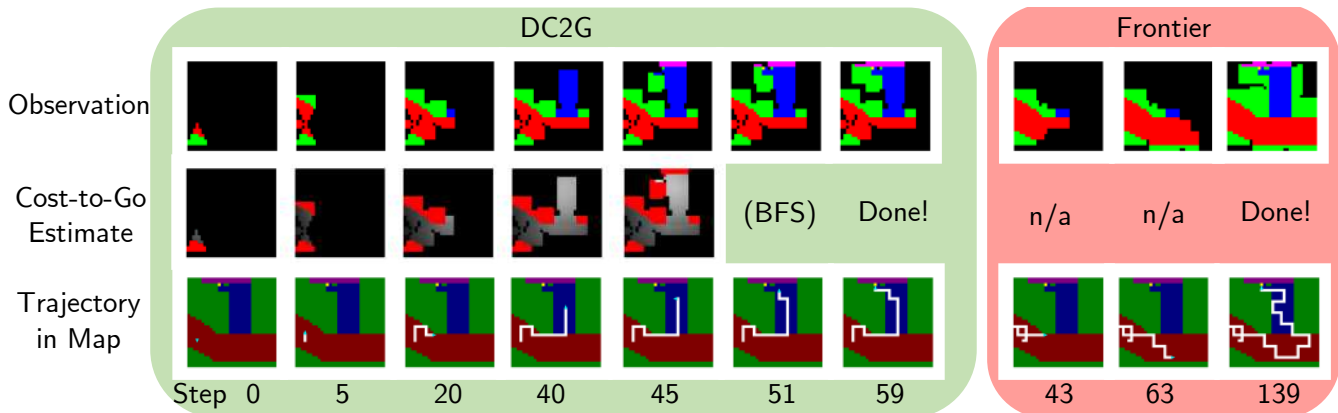 DC2G
Frontier
Observation
Cost-to-Go
Estimate
(BFS)
Done!
n/a
n/a
Done!
Trajectory
in Map
Step 0 5 20 40 45 51 59 43 63 139